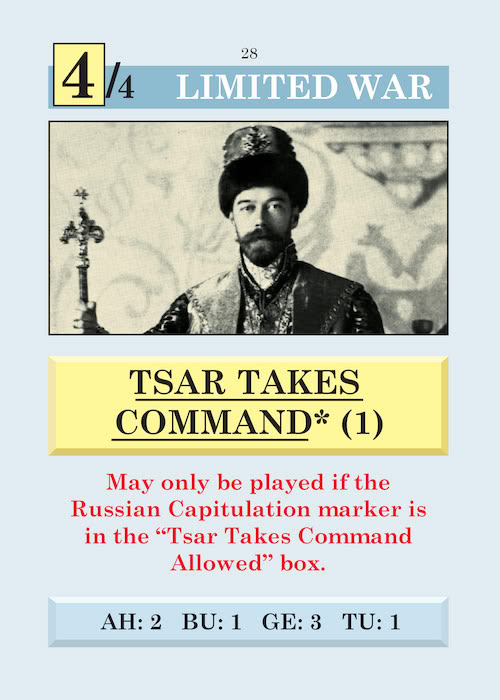 28
4/4 LIMITED WAR
TSAR TAKES
COMMAND* (1)
May only be played if the
Russian Capitulation marker is
in the “Tsar Takes Command
Allowed” box.
AH: 2 BU: 1 GE: 3 TU: 1